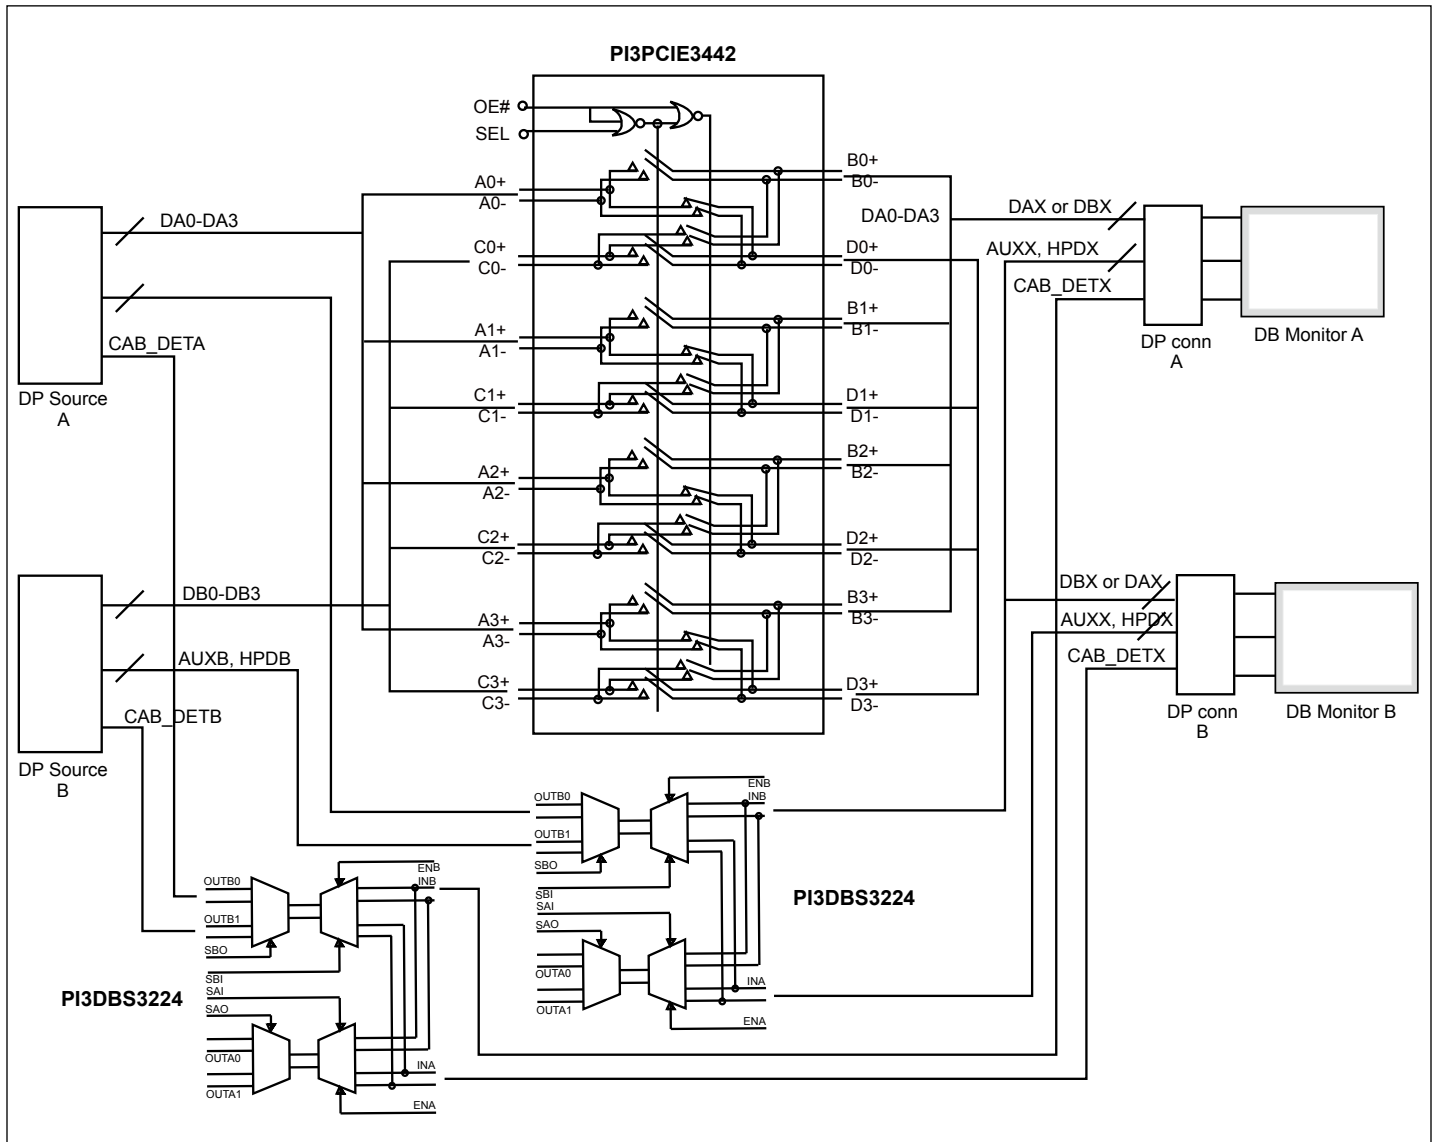 PI3PCIE3442
OE#
SEL
A0+
A0-
C0+
C0-
A1+
A1-
C1+
C1-
A2+
A2-
C2+
C2-
A3+
A3-
C3+
C3-
B0+
B0-
DA0-DA3
D0+
D0-
B1+
B1-
D1+
D1-
B2+
B2-
D2+
D2-
B3+
B3-
D3+
D3-
DA0-DA3
CAB_DETA
DP Source
A
DB0-DB3
AUXB, HPDB
CAB_DETB
DP Source
B
DAX or DBX
AUXX, HPDX
CAB_DETX
DP conn
A
DB Monitor A
DBX or DAX
AUXX, HPDX
CAB_DETX
DP conn
B
DB Monitor B
OUTB0
OUTB1
SBO
SBI
SAI
SAO
OUTA0
OUTA1
ENB
INB
INA
ENA
PI3DBS3224
OUTB0
OUTB1
SBO
SBI
SAI
SAO
OUTA0
OUTA1
ENB
INB
INA
ENA
PI3DBS3224